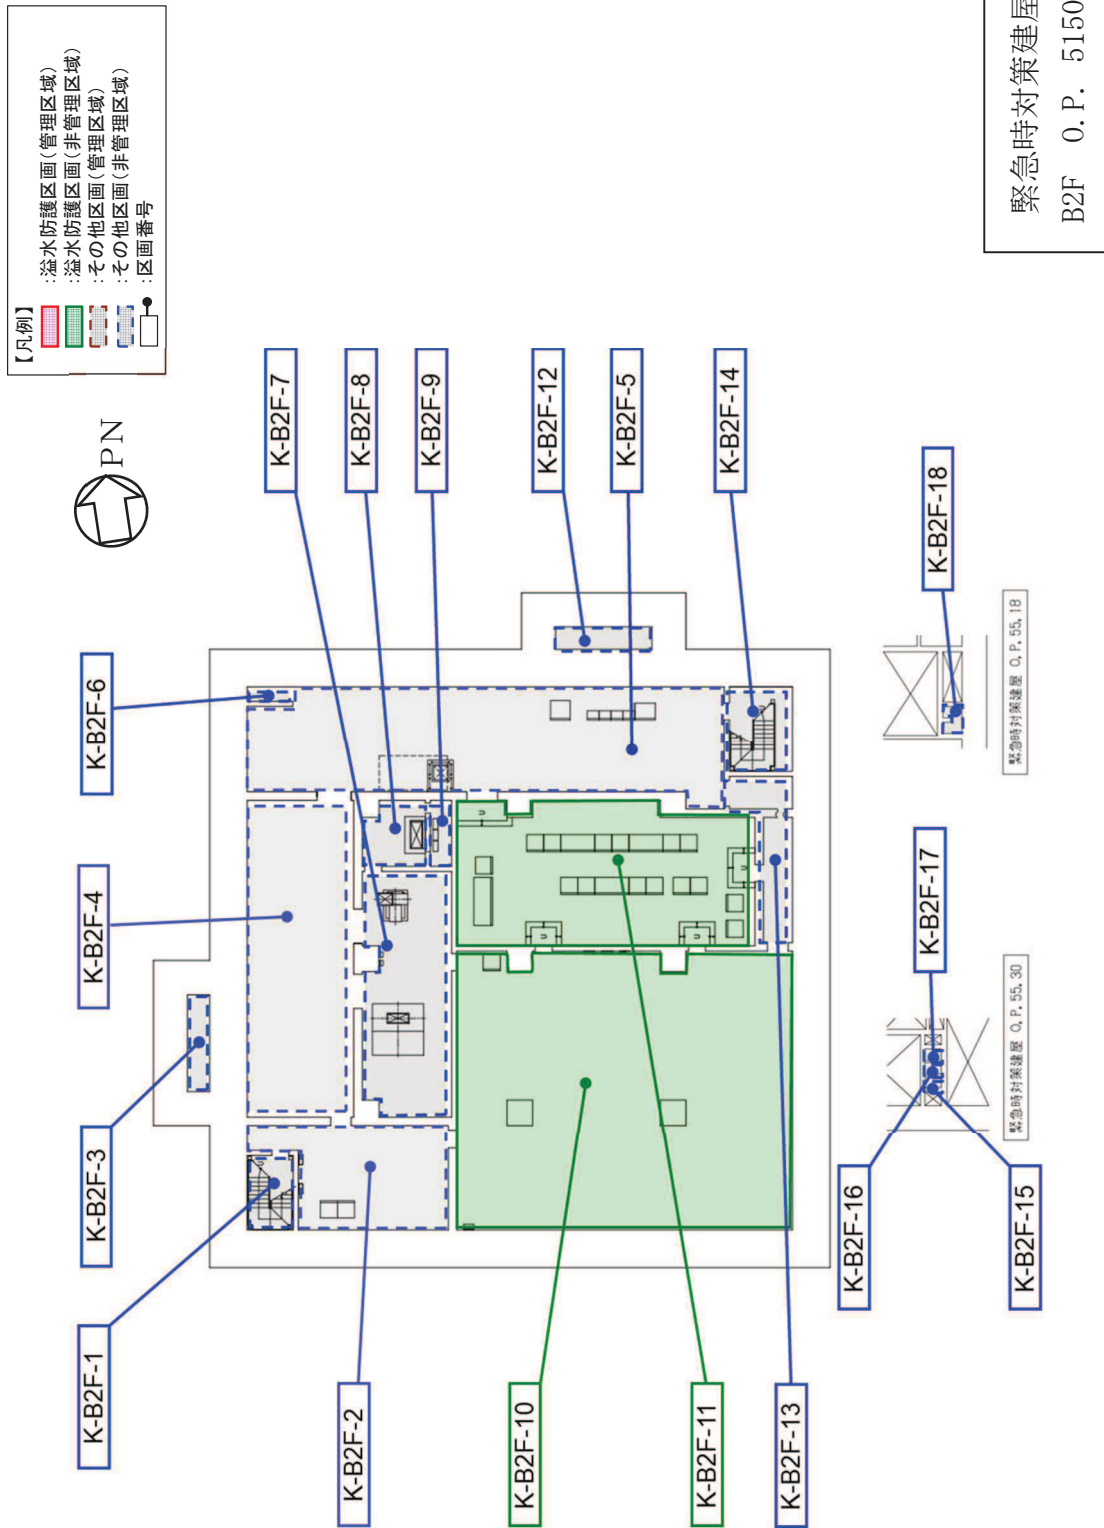 【凡例】
:溢水防護区画(管理区域)
:溢水防護区画(非管理区域)
:その他区画(管理区域)
:その他区画(非管理区域)
:区画番号
PN
K-B2F-1
K-B2F-3
K-B2F-4
K-B2F-6
K-B2F-7
K-B2F-8
K-B2F-9
K-B2F-12
K-B2F-5
K-B2F-14
K-B2F-2
K-B2F-10
K-B2F-11
K-B2F-13
K-B2F-16
K-B2F-15
K-B2F-17
K-B2F-18
緊急時対策建屋 O.P. 55.30
緊急時対策建屋 O.P. 55.18
緊急時対策建屋
B2F O.P. 5150
U
U
U
U
U
U